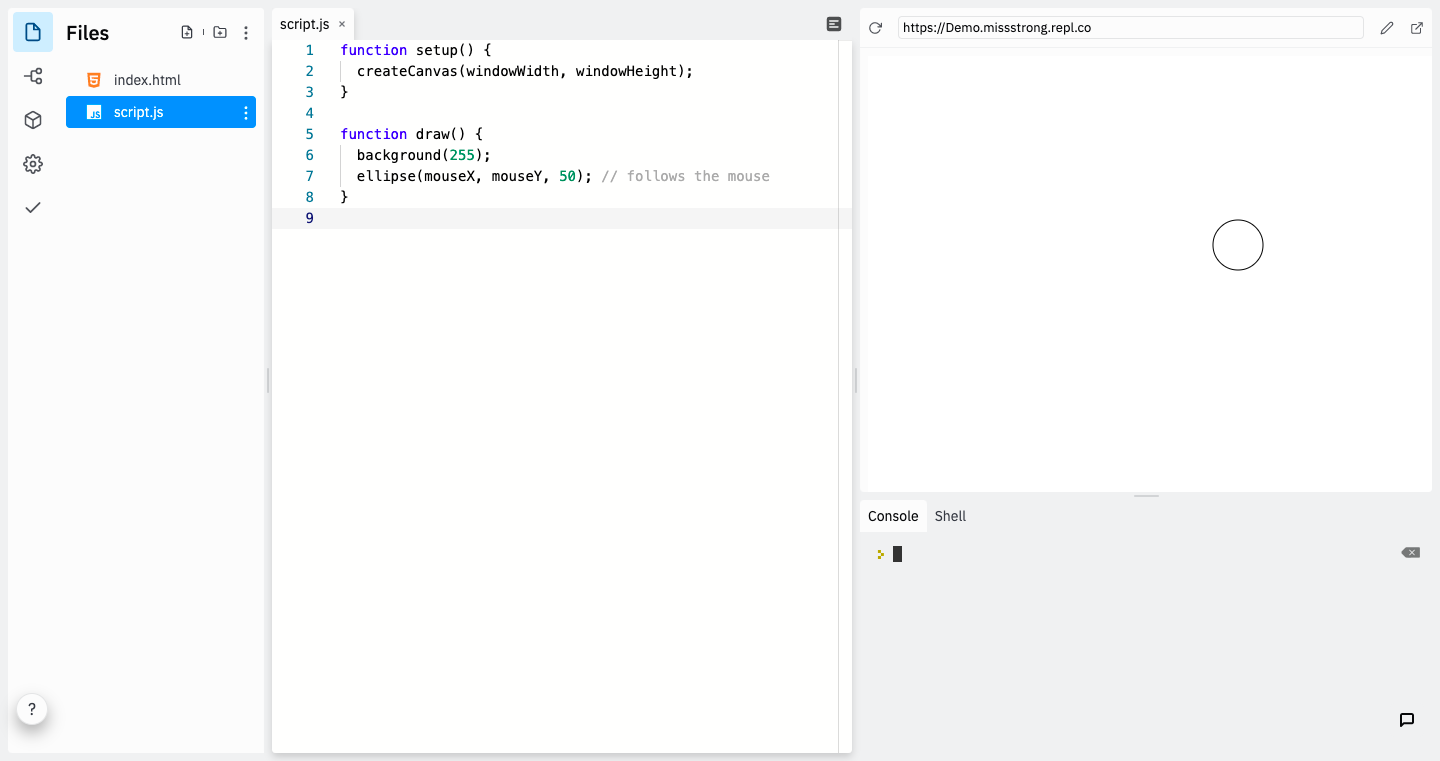 Files
index.html
script.js
script.js ×
1 function setup() {
2 createCanvas(windowWidth, windowHeight);
3 }
4
5 function draw() {
6 background(255);
7 ellipse(mouseX, mouseY, 50); // follows the mouse
8 }
9
https://Demo.missstrong.repl.co
Console Shell
>
?